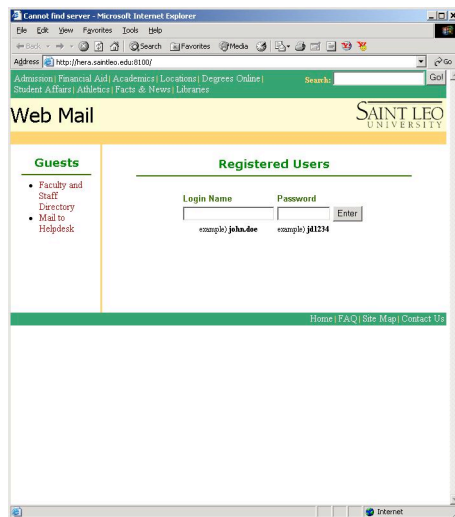 Cannot find server - Microsoft Internet Explorer
File Edit View Favorites Tools Help
Back Search Favorites Media
Address http://hera.saintleo.edu:8100/ Go
Admission | Financial Aid | Academics | Locations | Degrees Online | Search: Go!
Student Affairs | Athletics | Facts & News | Libraries
Web Mail
SAINT LEO
UNIVERSITY
Guests
Faculty and
Staff
Directory
Mail to
Helpdesk
Registered Users
Login Name Password
Enter
example) john.doe example) jd1234
Home | FAQ | Site Map | Contact Us
Internet